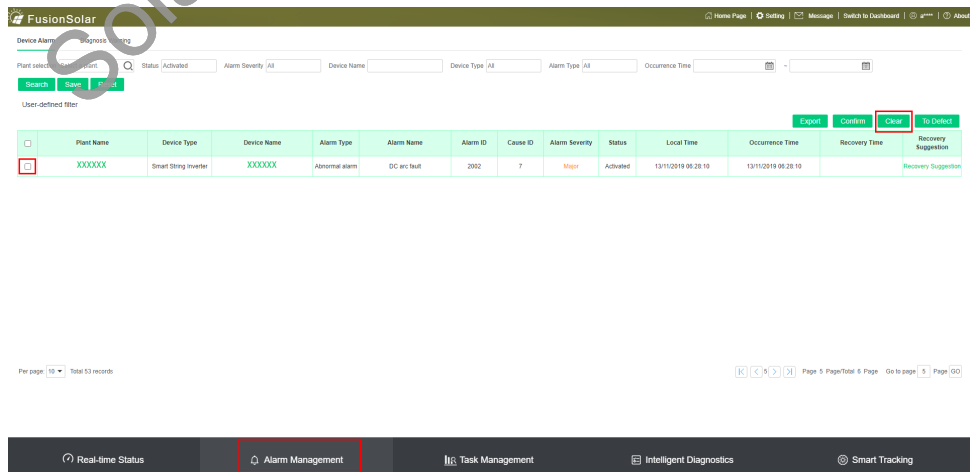 FusionSolar
Home Page | Setting | Message | Switch to Dashboard | a**** | About
Device Alarm Diagnosis
Status Activated Alarm Severity All Device Name Device Type All Alarm Type All Occurrence Time ~
Search Save
User-defined filter
Export Confirm Clear To Defect
Plant Name Device Type Device Name Alarm Type Alarm Name Alarm ID Cause ID Alarm Severity Status Local Time Occurrence Time Recovery Time Recovery
Suggestion
XXXXXX Smart String Inverter XXXXXX Abnormal alarm DC arc fault 2002 7 Major Activated 13/11/2019 06:28:10 13/11/2019 06:28:10 Recovery Suggestion
Per page: 10 Total 53 records
5 Page 5 Page/Total 6 Page Go to page 5 Page GO
Real-time Status Alarm Management Task Management Intelligent Diagnostics Smart Tracking